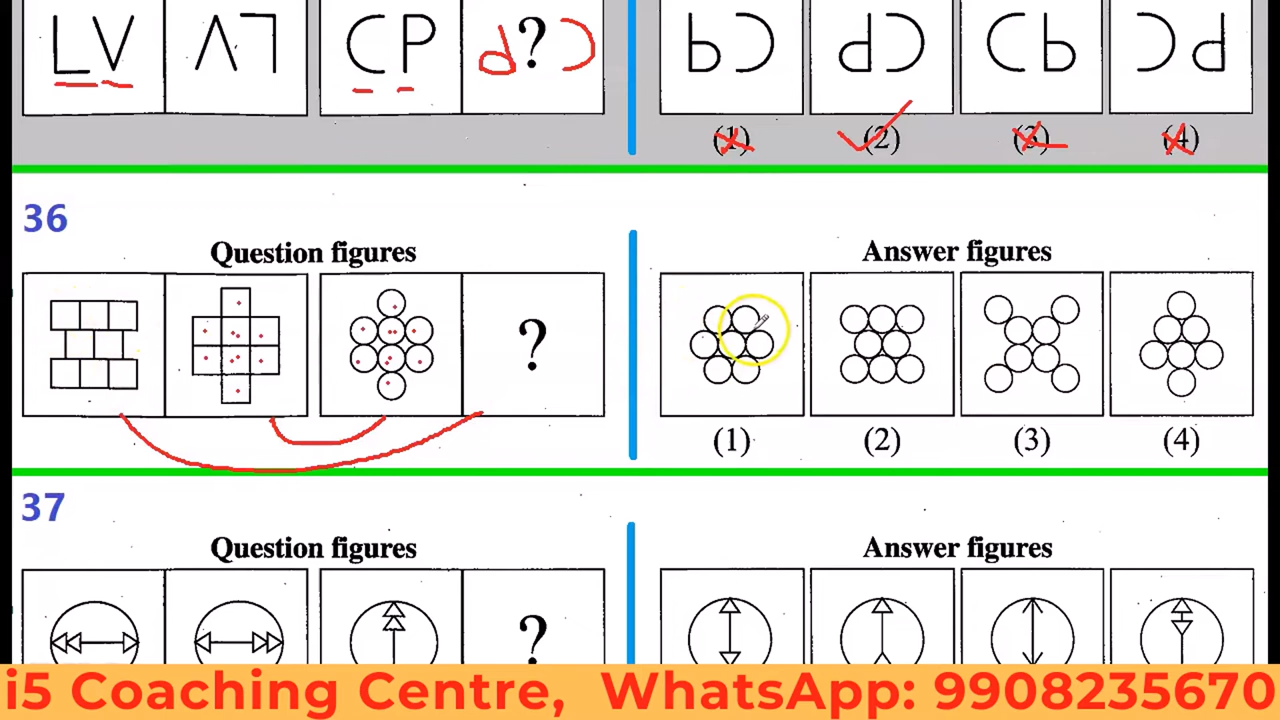 LV
CP
d?
(1)
(2)
(3)
(4)
36
Question figures
Answer figures
?
(1)
(2)
(3)
(4)
37
Question figures
Answer figures
?
i5 Coaching Centre, WhatsApp: 9908235670